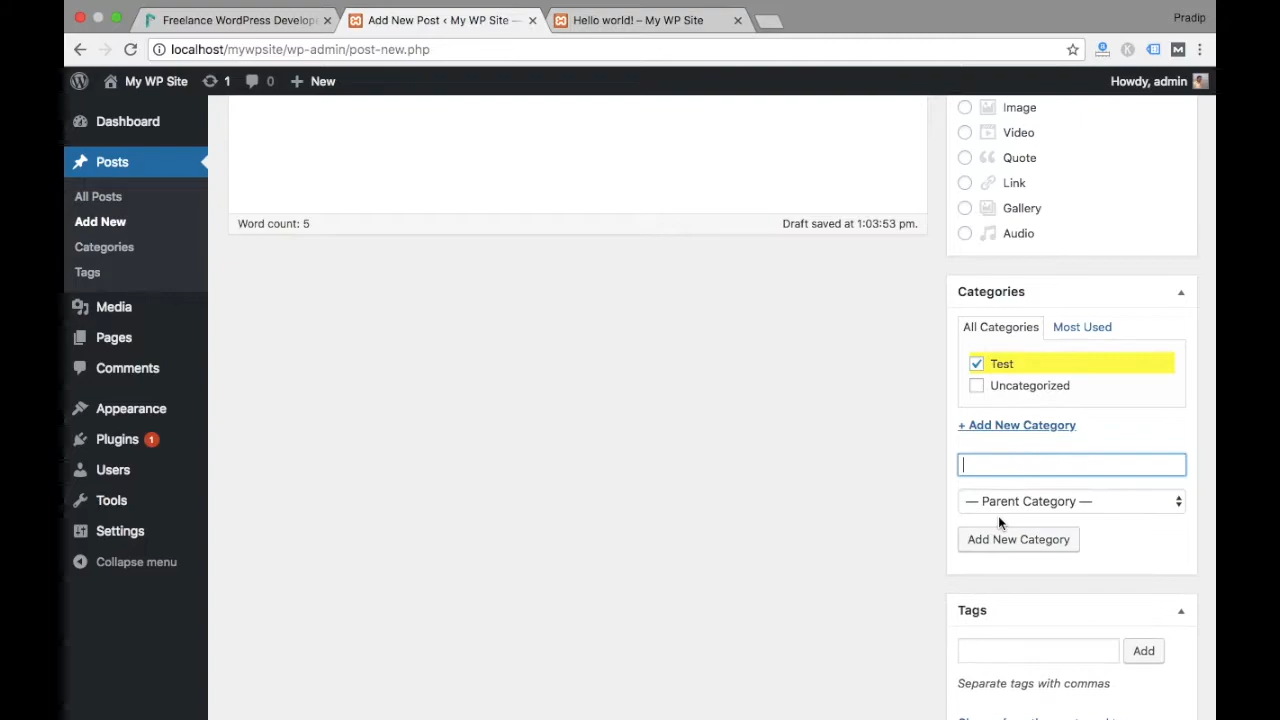 Freelance WordPress Develop
Add New Post ‹ My WP Site —
Hello world! – My WP Site
Pradip
localhost/mywpsite/wp-admin/post-new.php
My WP Site
1
0
New
Howdy, admin
Dashboard
Posts
All Posts
Add New
Categories
Tags
Media
Pages
Comments
Appearance
Plugins 1
Users
Tools
Settings
Collapse menu
Word count: 5
Draft saved at 1:03:53 pm.
Image
Video
Quote
Link
Gallery
Audio
Categories
All Categories
Most Used
Test
Uncategorized
+ Add New Category
— Parent Category —
Add New Category
Tags
Add
Separate tags with commas